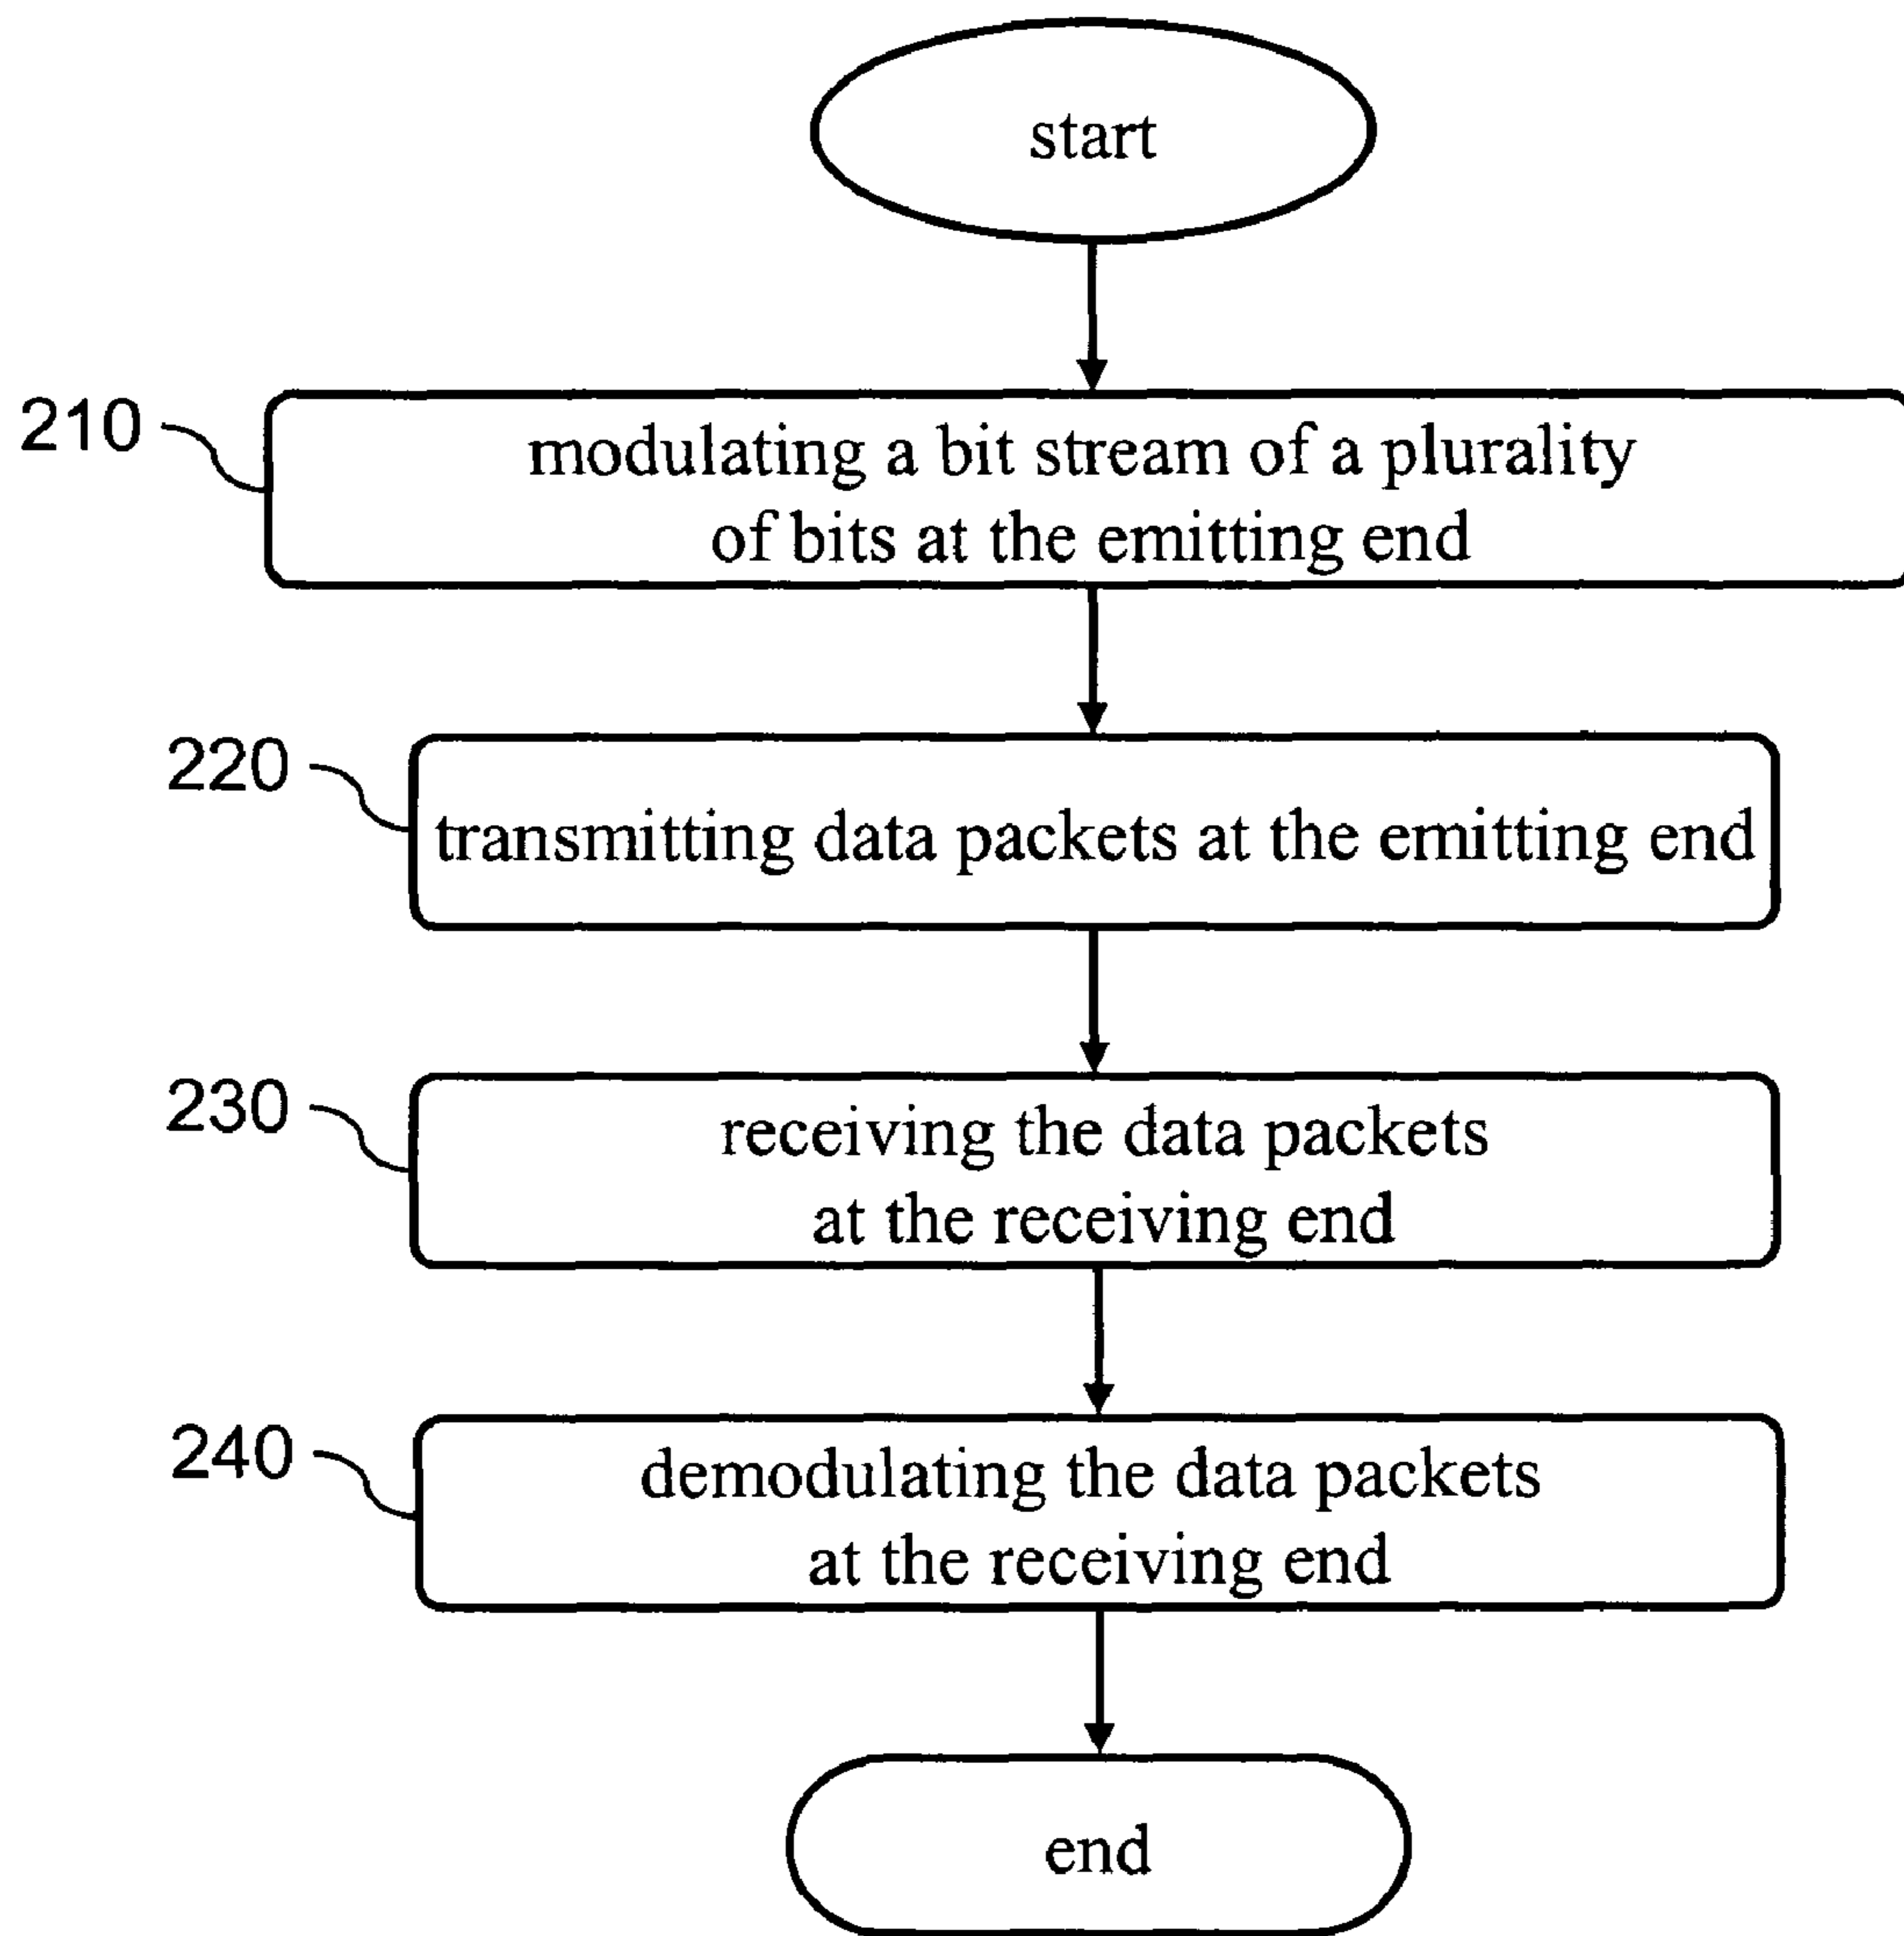 start
210
modulating a bit stream of a plurality
of bits at the emitting end
220
transmitting data packets at the emitting end
230
receiving the data packets
at the receiving end
240
demodulating the data packets
at the receiving end
end